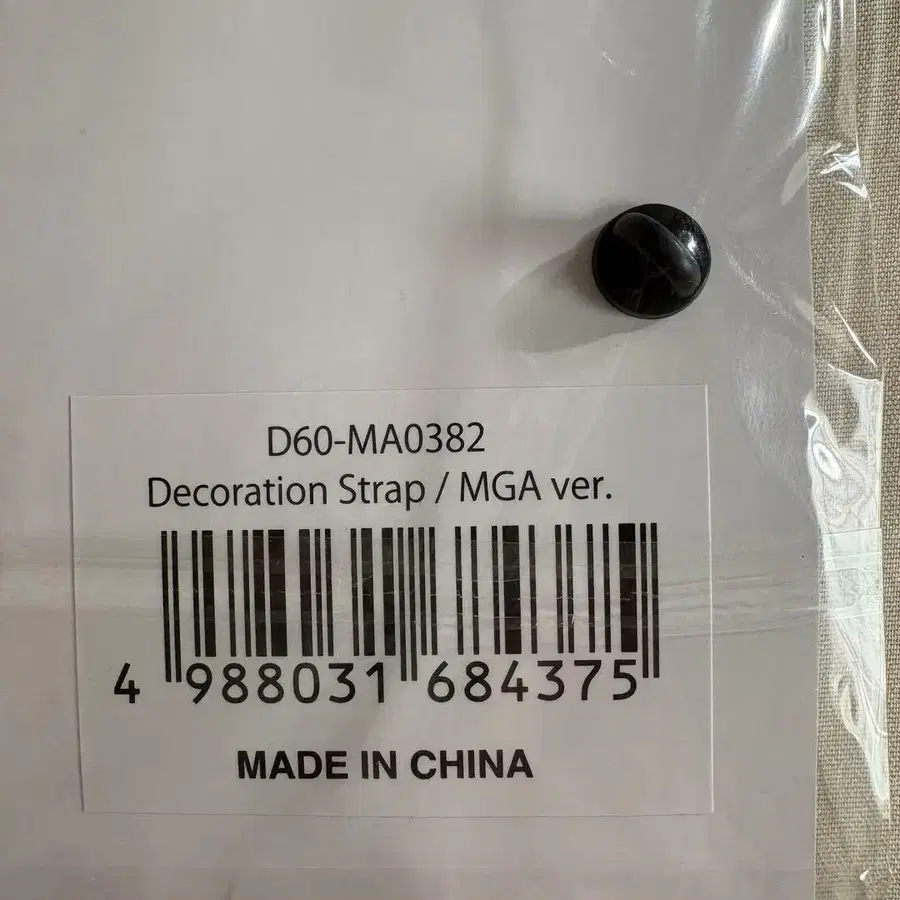 D60-MA0382
Decoration Strap / MGA ver.
4 988031 684375
MADE IN CHINA